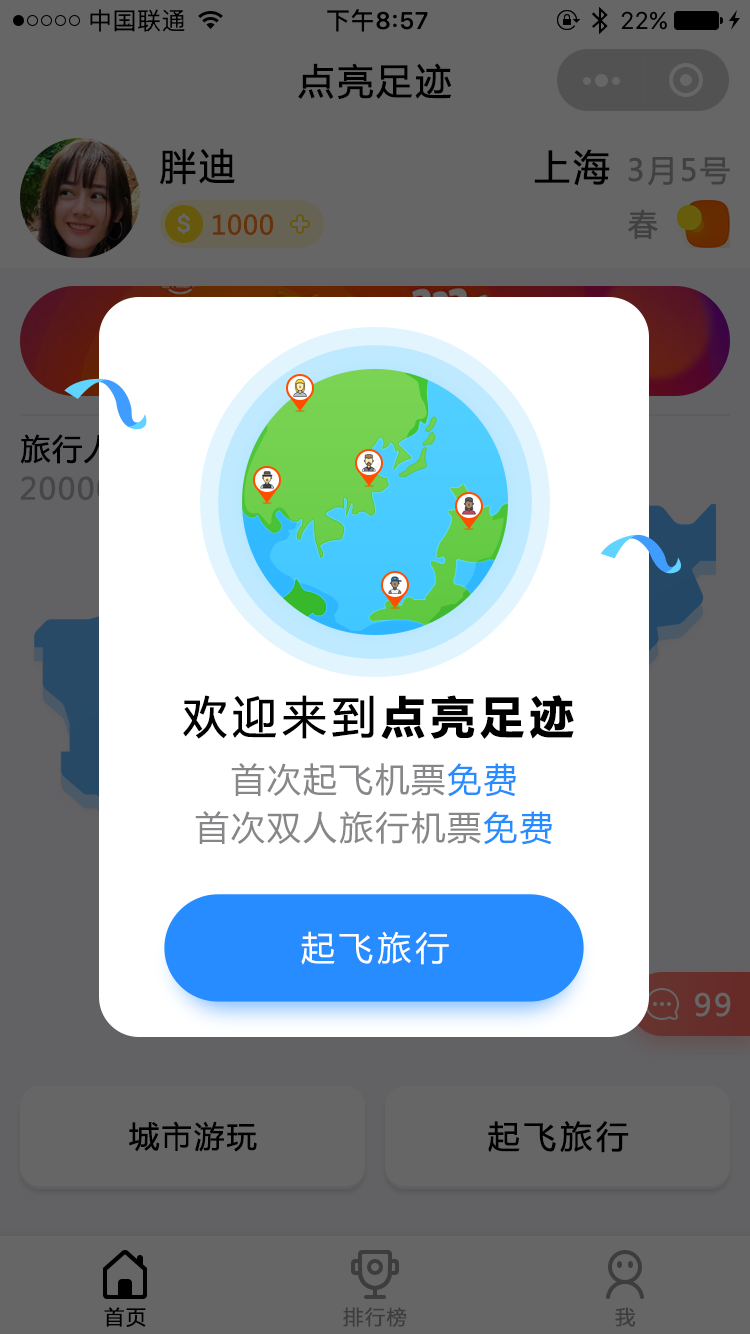 中国联通 下午8:57 22%
点亮足迹
胖迪 上海 3月5号
$ 1000 春
旅行人
2000
欢迎来到点亮足迹
首次起飞机票免费
首次双人旅行机票免费
起飞旅行
99
城市游玩 起飞旅行
首页 排行榜 我